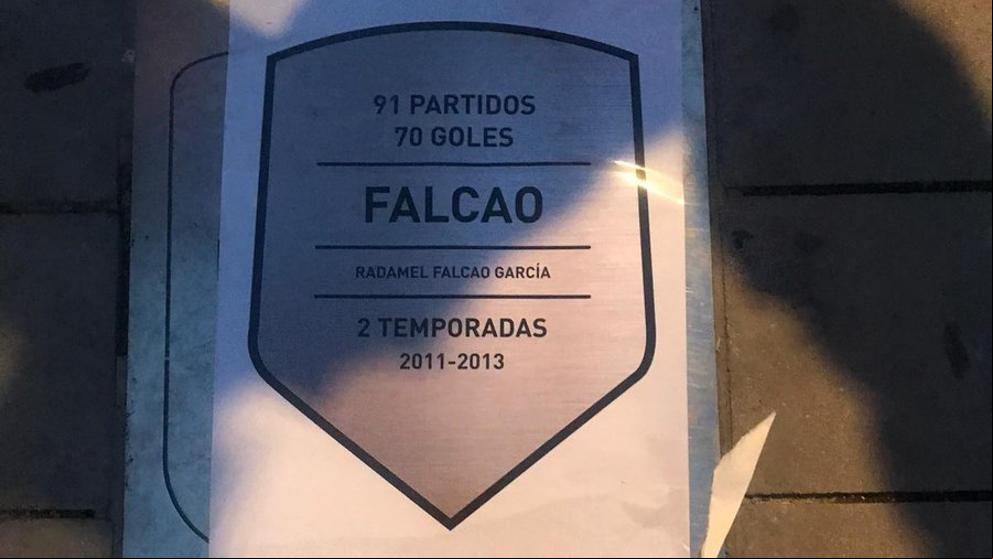 91 PARTIDOS
70 GOLES
FALCAO
RADAMEL FALCAO GARCÍA
2 TEMPORADAS
2011-2013